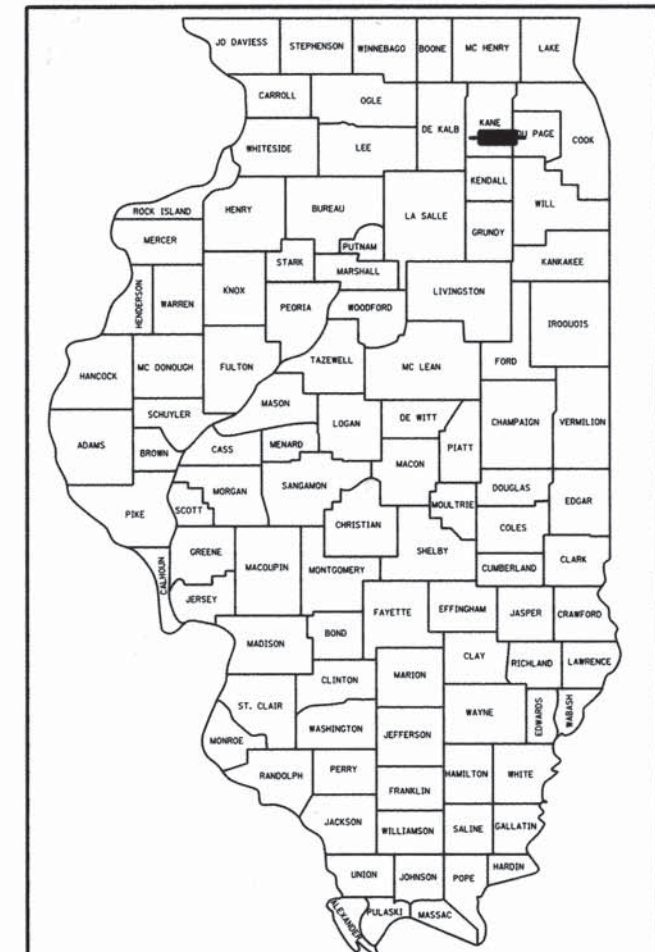 JO DAVIESS STEPHENSON WINNEBAGO BOONE MC HENRY LAKE
CARROLL OGLE DE KALB KANE DU PAGE COOK
WHITESIDE LEE
KENDALL
ROCK ISLAND HENRY BUREAU LA SALLE WILL
MERCER PUTNAM GRUNDY
STARK MARSHALL KANKAKEE
HENDERSON WARREN KNOX PEORIA WOODFORD LIVINGSTON IROQUOIS
HANCOCK MC DONOUGH FULTON TAZEWELL MC LEAN FORD
MASON
SCHUYLER LOGAN DE WITT CHAMPAIGN VERMILION
ADAMS BROWN CASS MENARD PIATT
MACON
MORGAN SANGAMON DOUGLAS EDGAR
PIKE SCOTT CHRISTIAN MOULTRIE COLES
GREENE SHELBY
CALHOUN MACOUPIN MONTGOMERY CUMBERLAND CLARK
JERSEY FAYETTE EFFINGHAM JASPER CRAWFORD
MADISON BOND
CLAY RICHLAND LAWRENCE
CLINTON MARION
ST. CLAIR WAYNE EDWARDS WABASH
MONROE WASHINGTON JEFFERSON
RANDOLPH PERRY HAMILTON WHITE
FRANKLIN
JACKSON WILLIAMSON SALINE GALLATIN
UNION JOHNSON POPE HARDIN
ALEXANDER PULASKI MASSAC